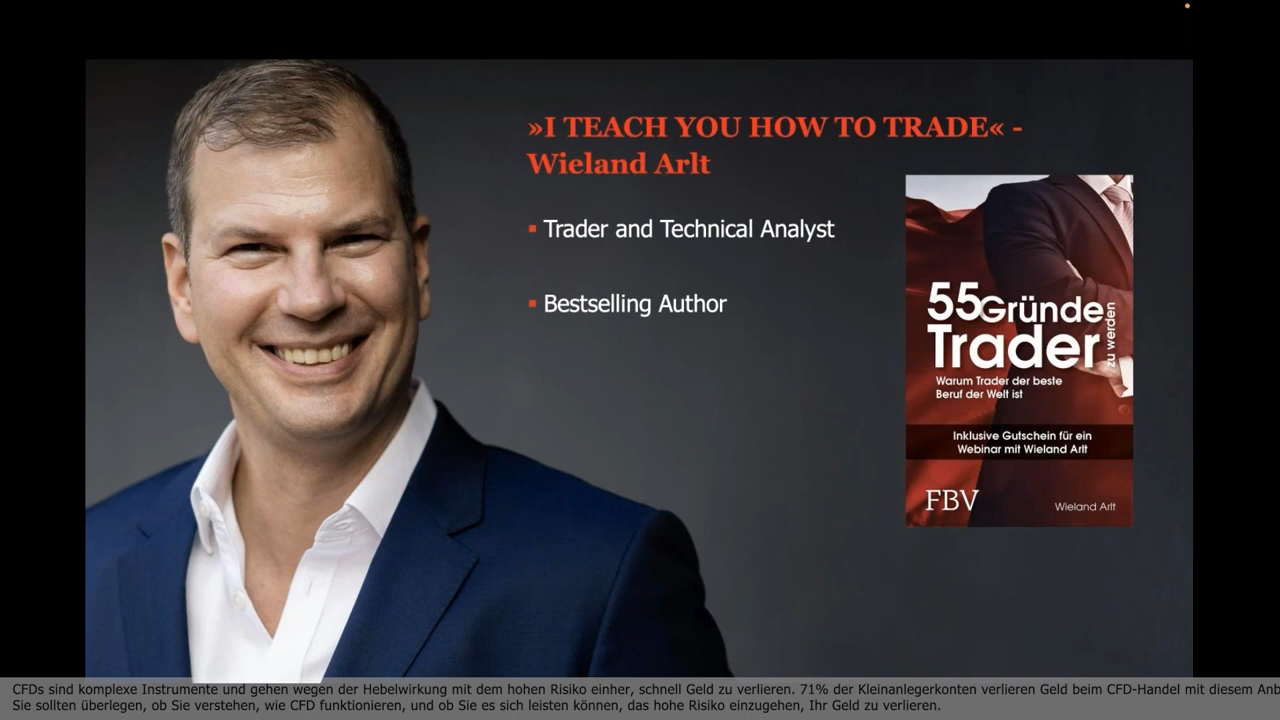 »I TEACH YOU HOW TO TRADE« -
Wieland Arlt
▪ Trader and Technical Analyst
▪ Bestselling Author
55 Gründe
Trader
zu werden
Warum Trader der beste
Beruf der Welt ist
Inklusive Gutschein für ein
Webinar mit Wieland Arlt
FBV
Wieland Arlt
CFDs sind komplexe Instrumente und gehen wegen der Hebelwirkung mit dem hohen Risiko einher, schnell Geld zu verlieren. 71% der Kleinanlegerkonten verlieren Geld beim CFD-Handel mit diesem Anb
Sie sollten überlegen, ob Sie verstehen, wie CFD funktionieren, und ob Sie es sich leisten können, das hohe Risiko einzugehen, Ihr Geld zu verlieren.